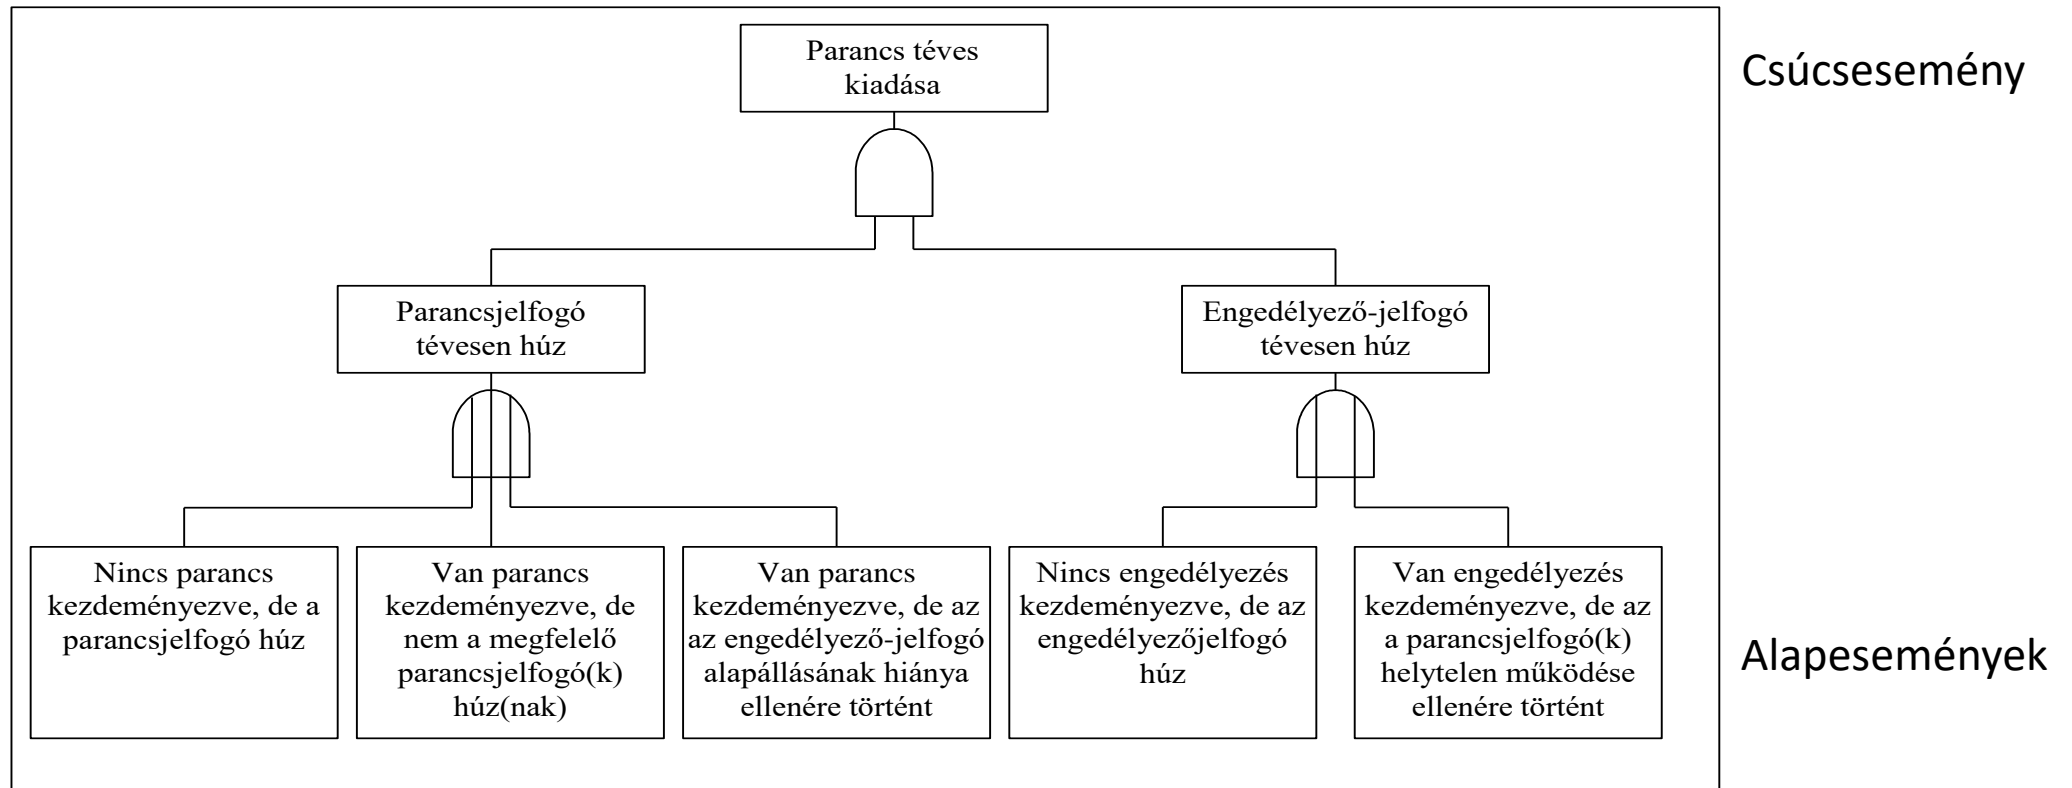 Parancs téves
kiadása
Csúcsesemény
Parancsjelfogó
tévesen húz
Engedélyező-jelfogó
tévesen húz
Nincs parancs
kezdeményezve, de a
parancsjelfogó húz
Van parancs
kezdeményezve, de
nem a megfelelő
parancsjelfogó(k)
húz(nak)
Van parancs
kezdeményezve, de az
az engedélyező-jelfogó
alapállásának hiánya
ellenére történt
Nincs engedélyezés
kezdeményezve, de az
engedélyezőjelfogó
húz
Van engedélyezés
kezdeményezve, de az
a parancsjelfogó(k)
helytelen működése
ellenére történt
Alapesemények